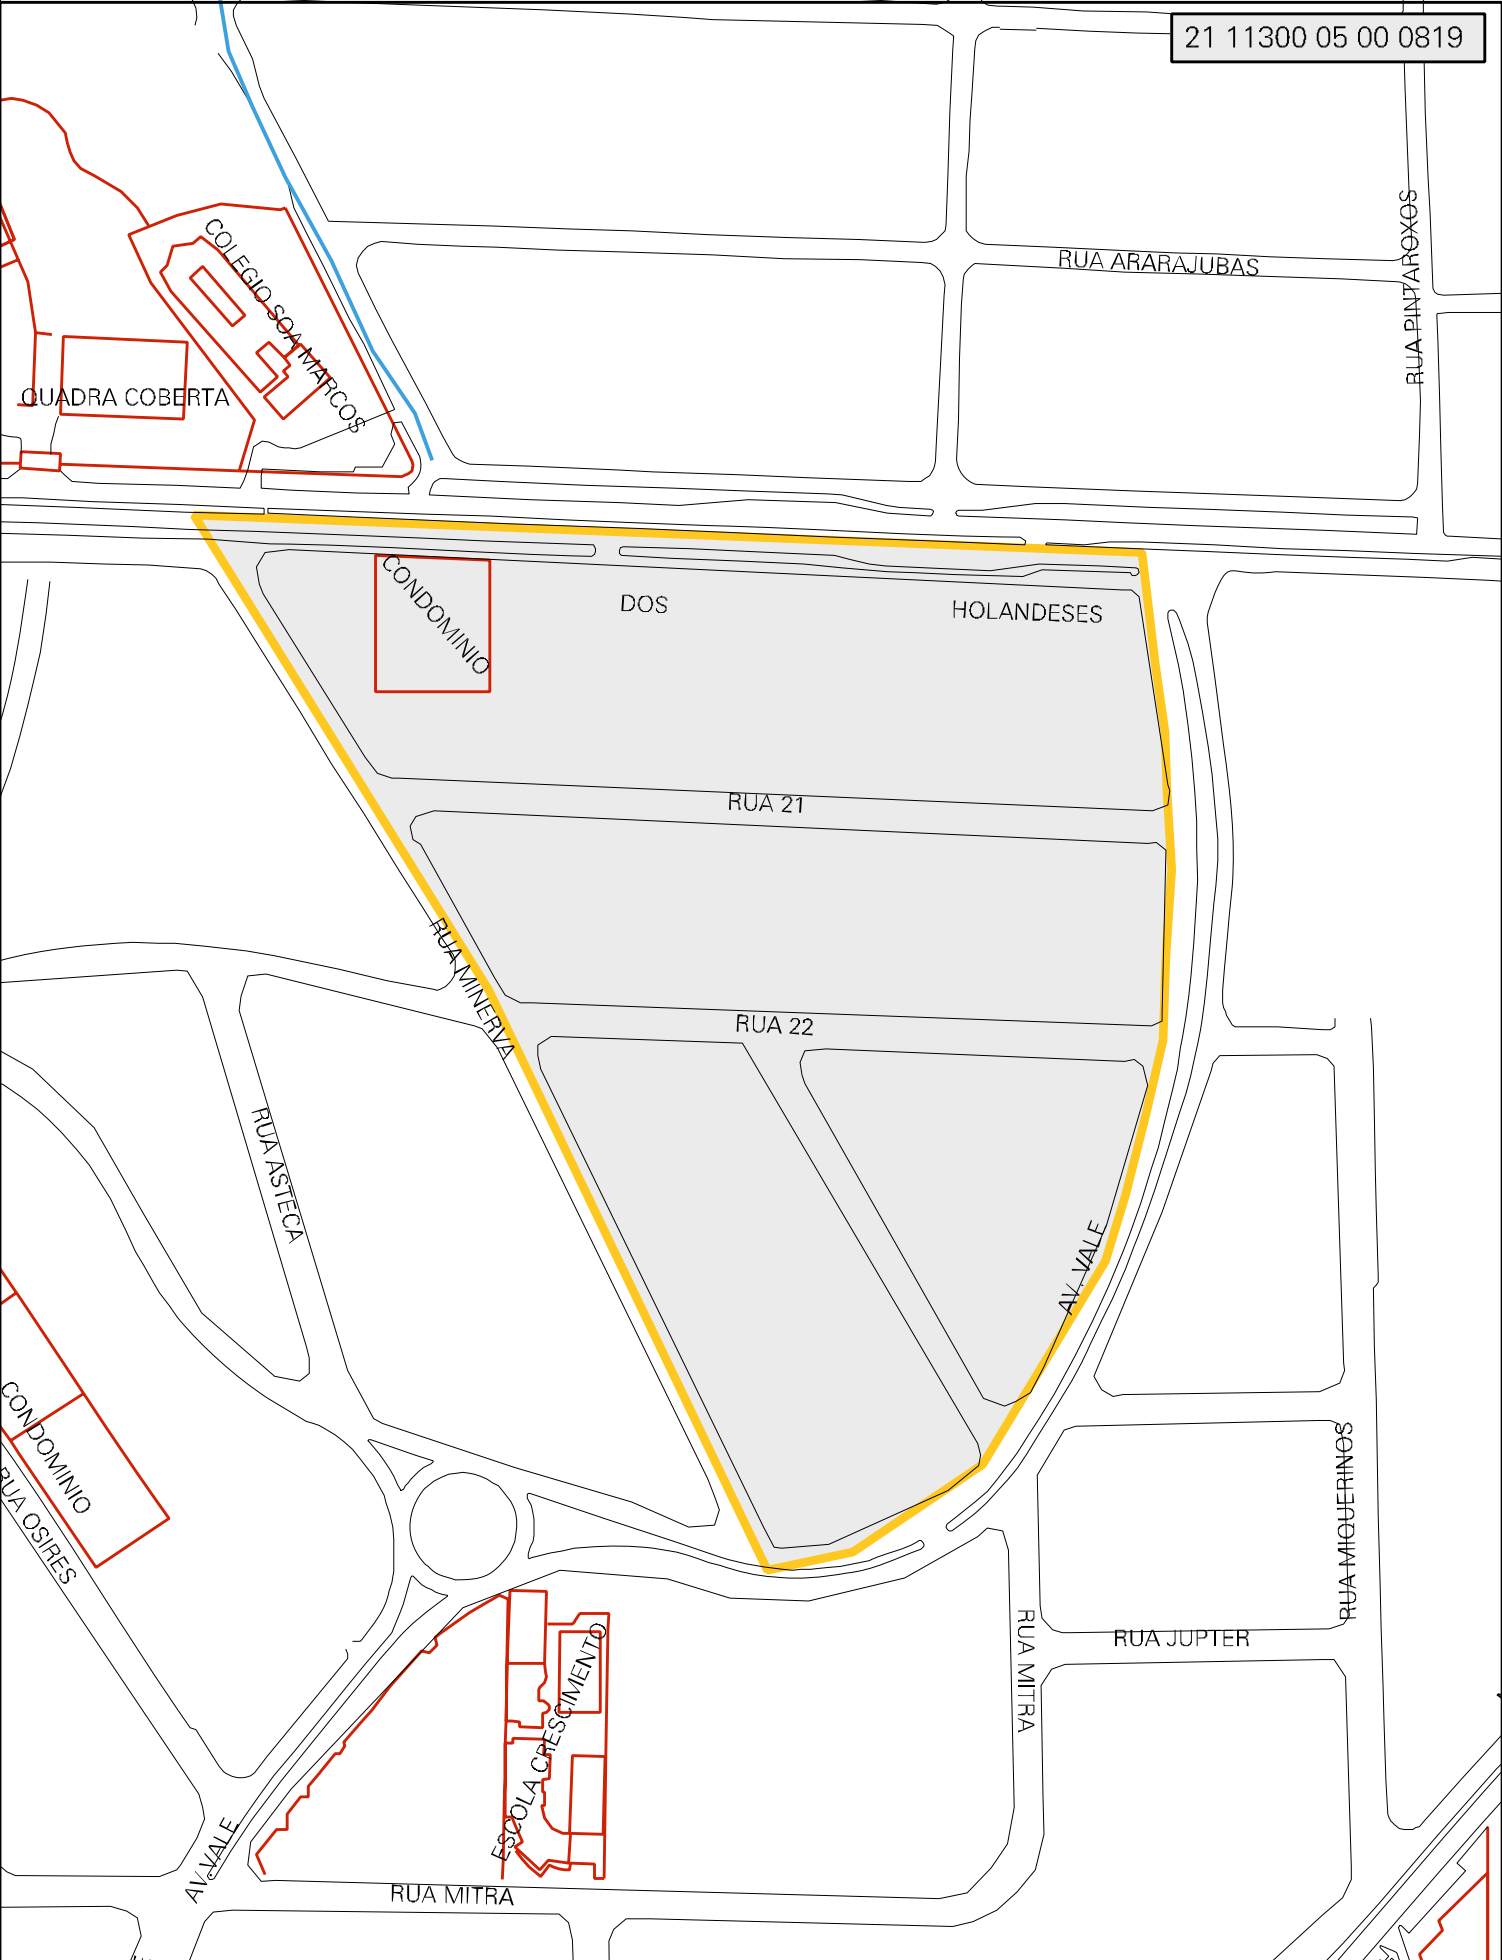 21 11300 05 00 0819
RUA ARARAJUBAS
RUA PINTAROXOS
COLEGIO SOA MARCOS
QUADRA COBERTA
CONDOMINIO
DOS
HOLANDESES
RUA 21
RUA MINERVA
RUA 22
RUA ASTECA
AV. VALE
CONDOMINIO
RUA OSIRES
RUA MIQUERINOS
RUA MITRA
RUA JUPTER
ESCOLA CRESCIMENTO
AV.VALE
RUA MITRA